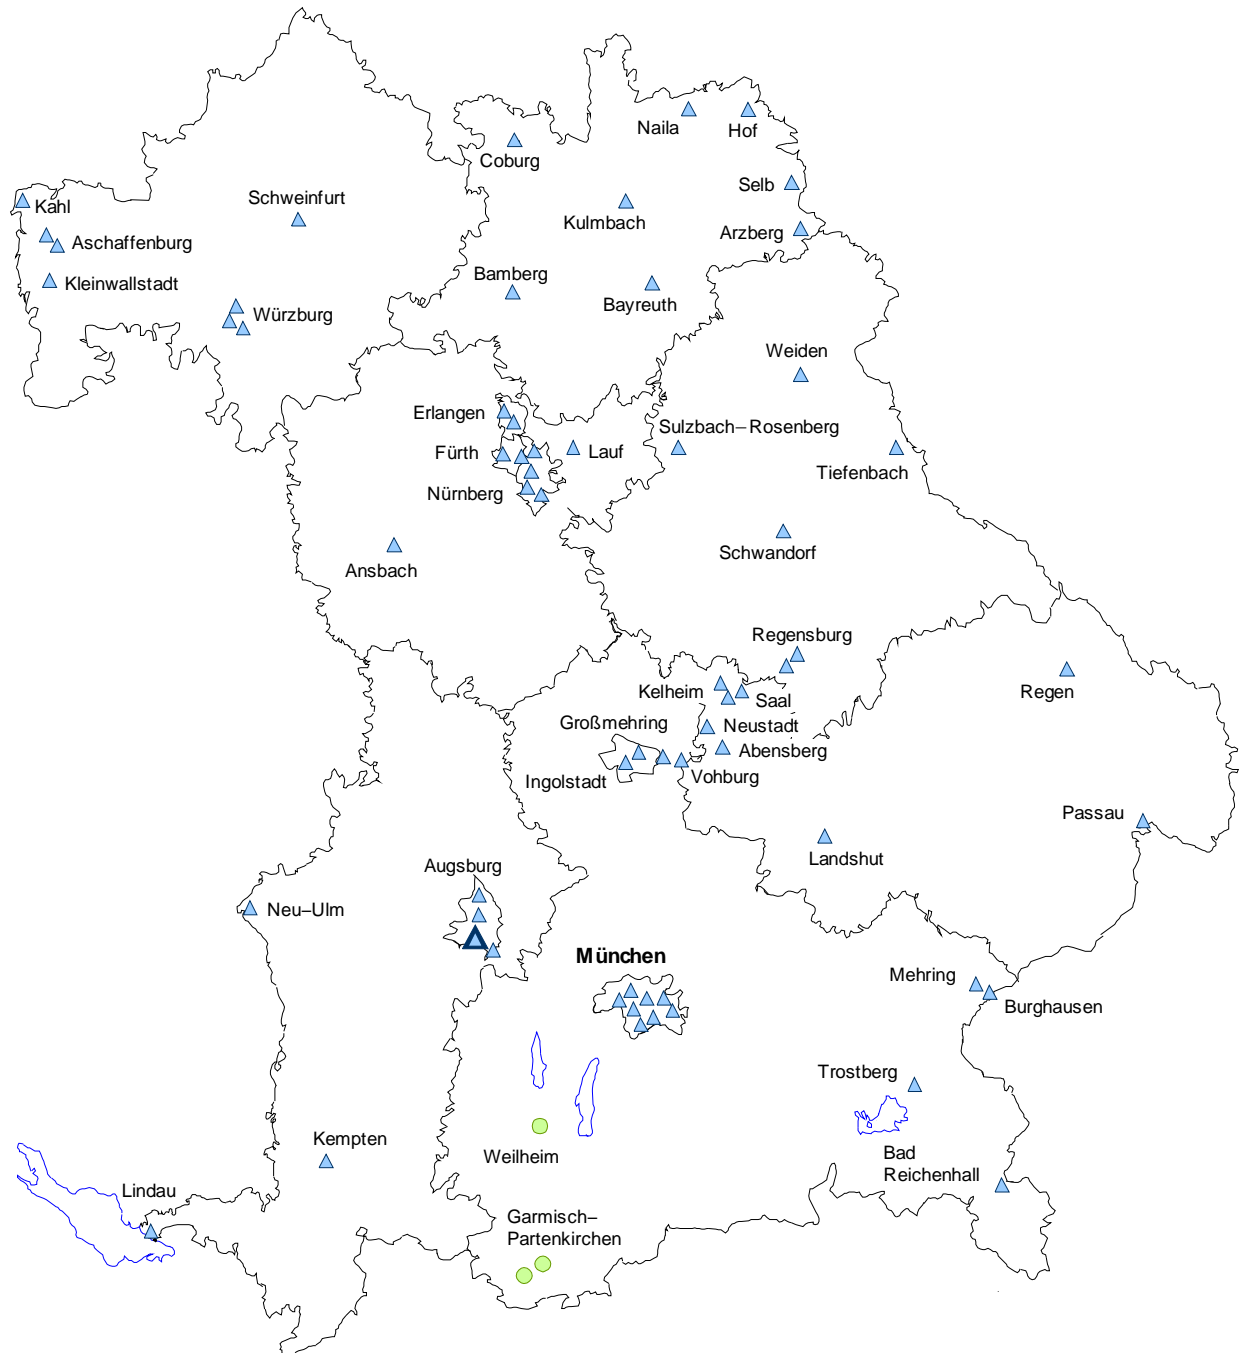 Naila
Hof
Coburg
Selb
Schweinfurt
Kahl
Kulmbach
Arzberg
Aschaffenburg
Bamberg
Kleinwallstadt
Bayreuth
Würzburg
Weiden
Erlangen
Sulzbach–Rosenberg
Fürth
Lauf
Tiefenbach
Nürnberg
Schwandorf
Ansbach
Regensburg
Kelheim
Regen
Saal
Großmehring
Neustadt
Abensberg
Ingolstadt
Vohburg
Passau
Landshut
Augsburg
Neu–Ulm
München
Mehring
Burghausen
Trostberg
Kempten
Weilheim
Bad
Reichenhall
Lindau
Garmisch–
Partenkirchen